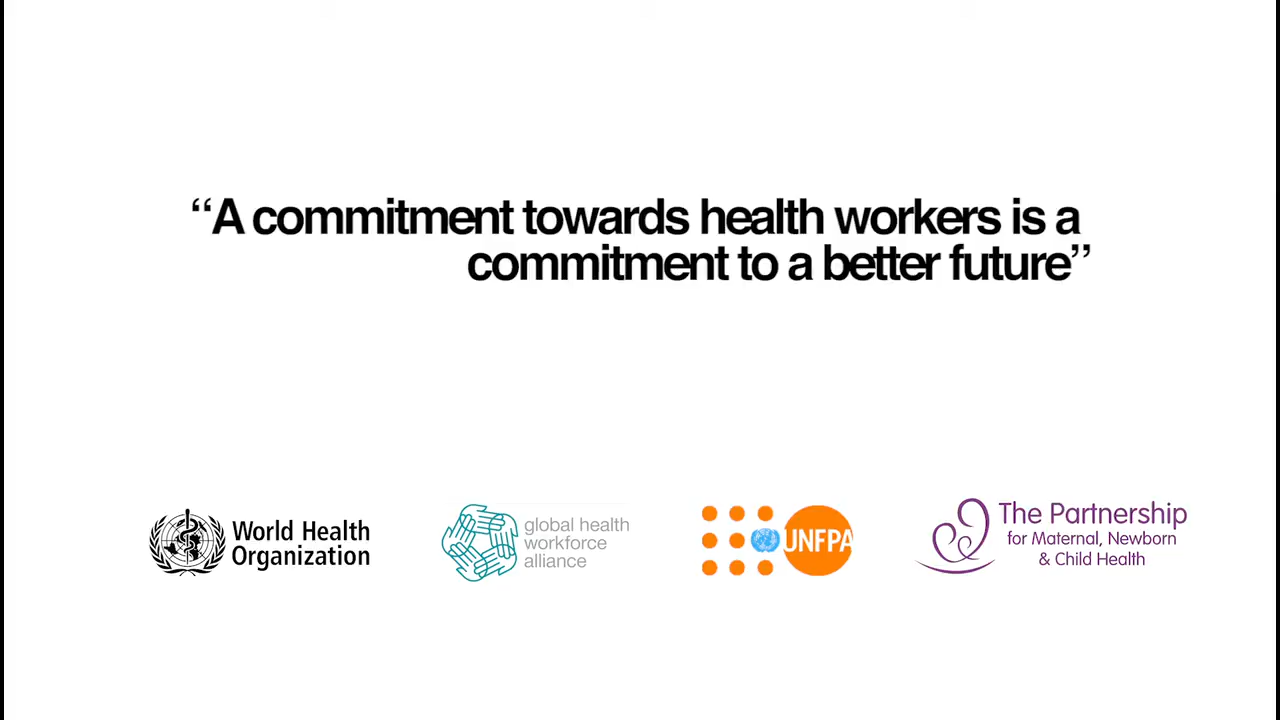 “A commitment towards health workers is a
commitment to a better future”
World Health
Organization
global health
workforce
alliance
UNFPA
The Partnership
for Maternal, Newborn
& Child Health